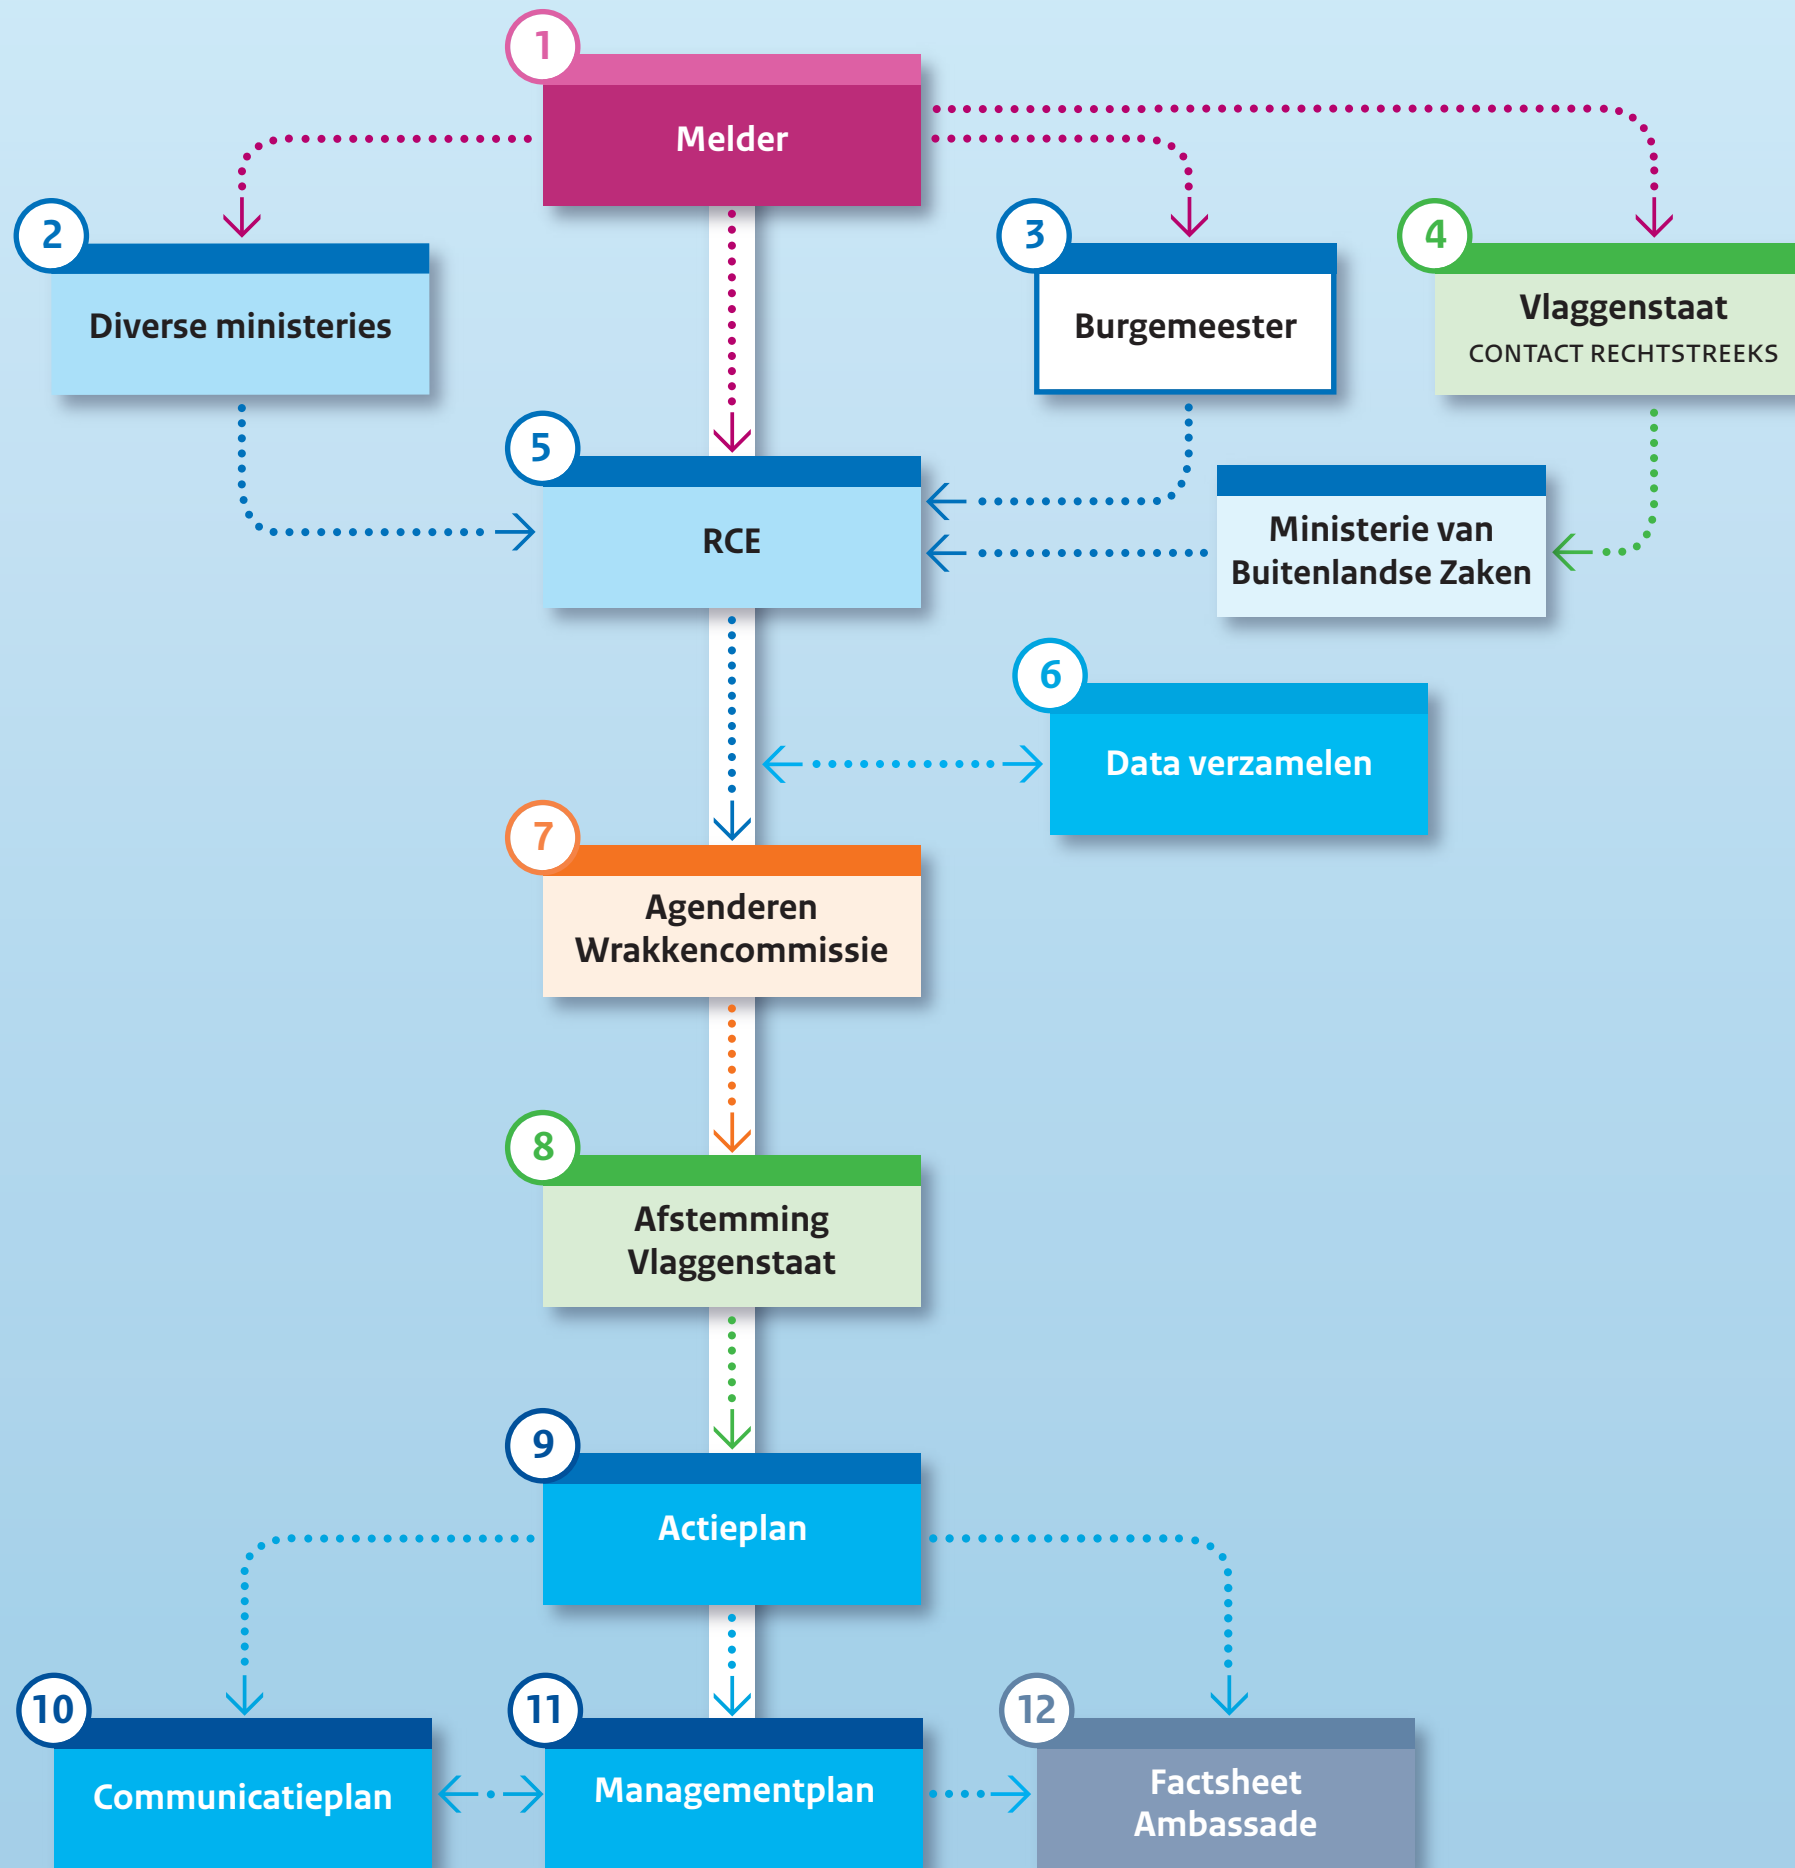 1
Melder
2
Diverse ministeries
3
Burgemeester
4
Vlaggenstaat
CONTACT RECHTSTREEKS
5
RCE
Ministerie van
Buitenlandse Zaken
6
Data verzamelen
7
Agenderen
Wrakkencommissie
8
Afstemming
Vlaggenstaat
9
Actieplan
10
Communicatieplan
11
Managementplan
12
Factsheet
Ambassade